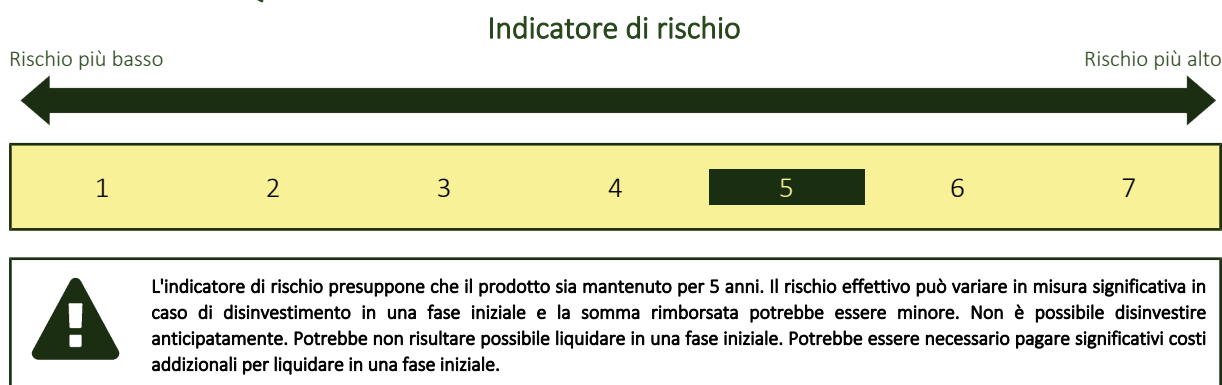 Indicatore di rischio
Rischio più basso
Rischio più alto
1 2 3 4 5 6 7
L'indicatore di rischio presuppone che il prodotto sia mantenuto per 5 anni. Il rischio effettivo può variare in misura significativa in
caso di disinvestimento in una fase iniziale e la somma rimborsata potrebbe essere minore. Non è possibile disinvestire
anticipatamente. Potrebbe non risultare possibile liquidare in una fase iniziale. Potrebbe essere necessario pagare significativi costi
addizionali per liquidare in una fase iniziale.